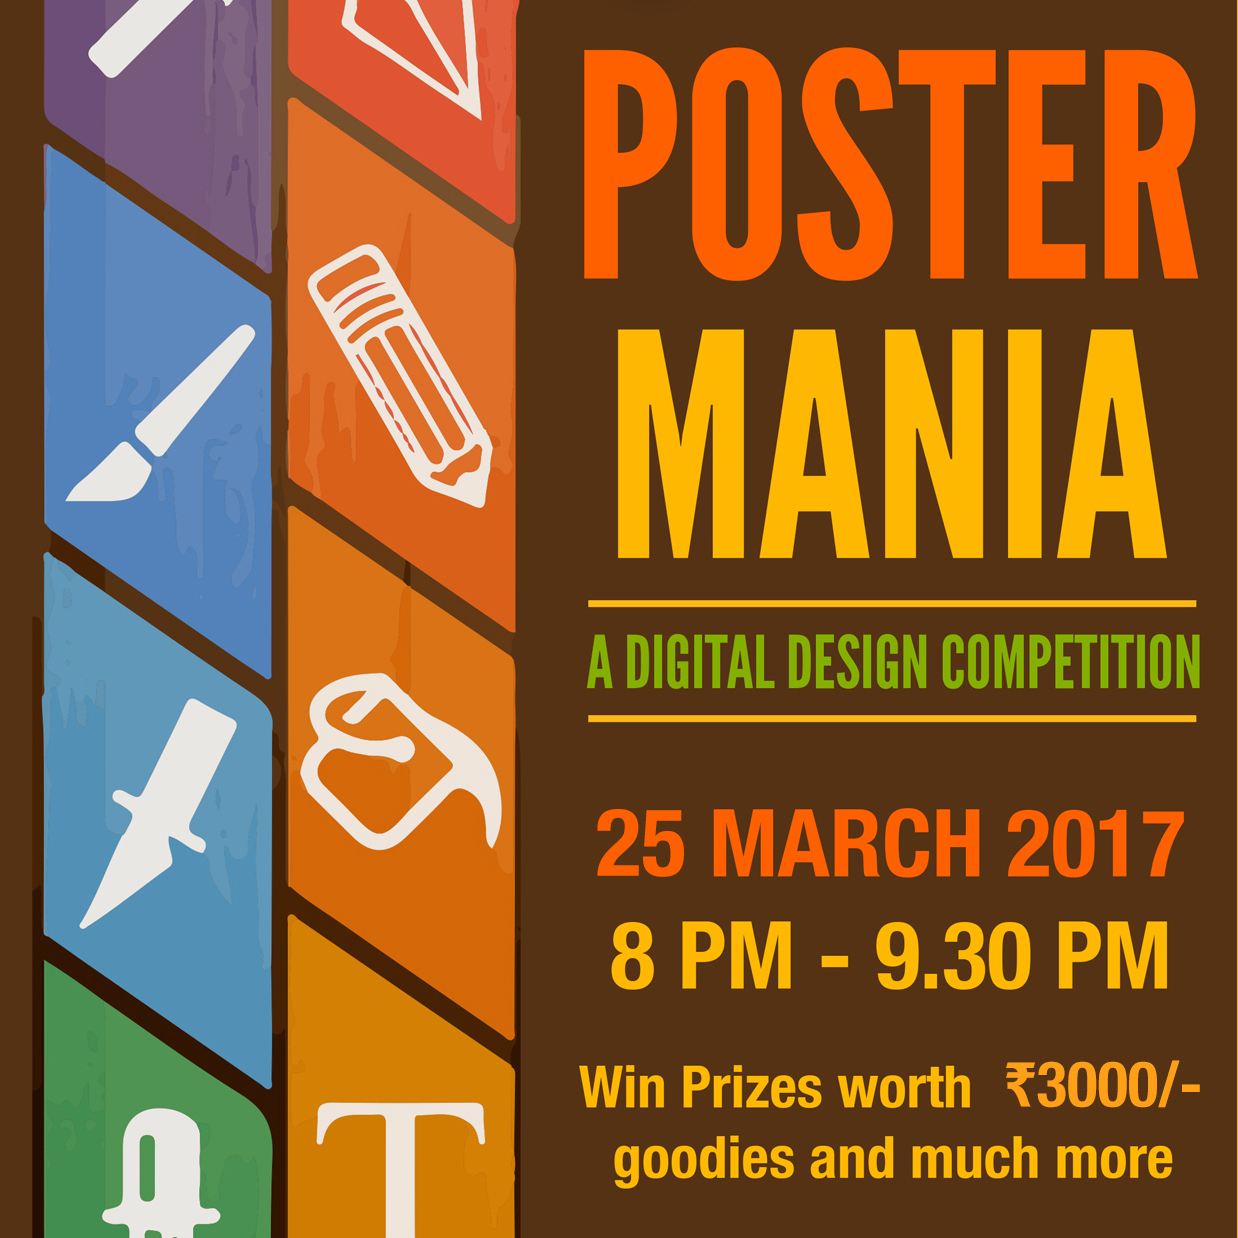 POSTER
MANIA
A DIGITAL DESIGN COMPETITION
25 MARCH 2017
8 PM - 9.30 PM
Win Prizes worth ₹3000/-
goodies and much more
T